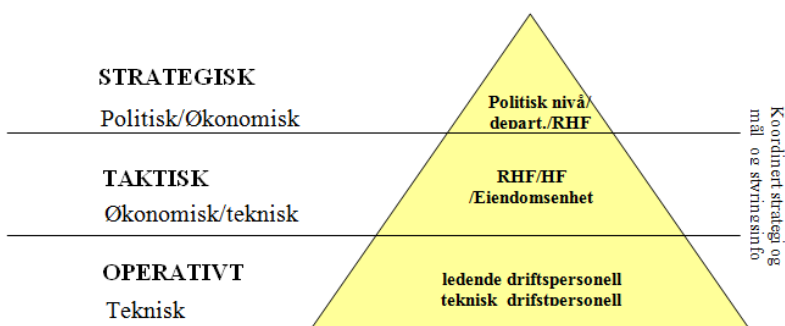 STRATEGISK
Politisk/Økonomisk
Politisk nivå/
depart./RHF
TAKTISK
Økonomisk/teknisk
RHF/HF
/Eiendomsenhet
OPERATIVT
Teknisk
ledende driftspersonell
teknisk drifstpersonell
Koordinert strategi og
mål og styringsinfo